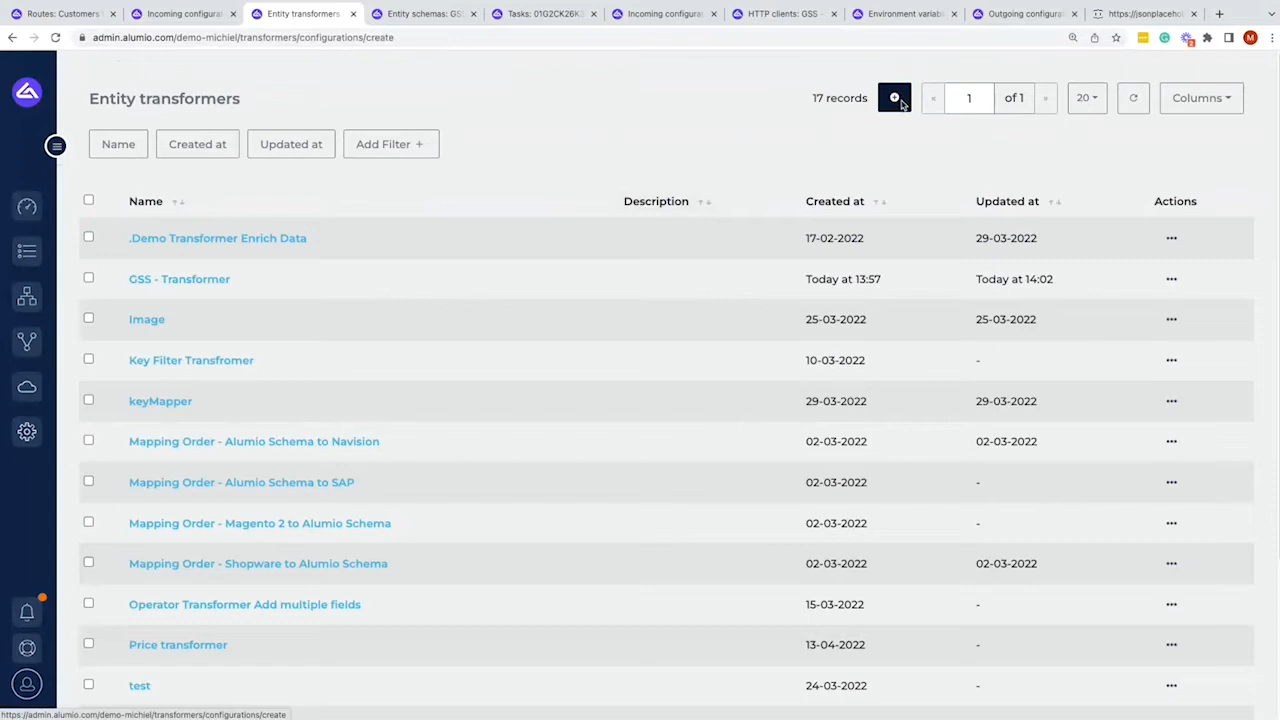 Routes: Customers
Incoming configurat
Entity transformers
Entity schemas: GSS
Tasks: 01G2CK26K
Incoming configurat
HTTP clients: GSS -
Environment variabl
Outgoing configurat
https://jsonplacehol
admin.alumio.com/demo-michiel/transformers/configurations/create
2
M
Entity transformers
17 records
« 1 of 1 »
20
Columns
Name
Created at
Updated at
Add Filter +
Name Description Created at Updated at Actions
.Demo Transformer Enrich Data 17-02-2022 29-03-2022 •••
GSS - Transformer Today at 13:57 Today at 14:02 •••
Image 25-03-2022 25-03-2022 •••
Key Filter Transfromer 10-03-2022 - •••
keyMapper 29-03-2022 29-03-2022 •••
Mapping Order - Alumio Schema to Navision 02-03-2022 02-03-2022 •••
Mapping Order - Alumio Schema to SAP 02-03-2022 - •••
Mapping Order - Magento 2 to Alumio Schema 02-03-2022 - •••
Mapping Order - Shopware to Alumio Schema 02-03-2022 02-03-2022 •••
Operator Transformer Add multiple fields 15-03-2022 - •••
Price transformer 13-04-2022 - •••
test 24-03-2022 - •••
https://admin.alumio.com/demo-michiel/transformers/configurations/create